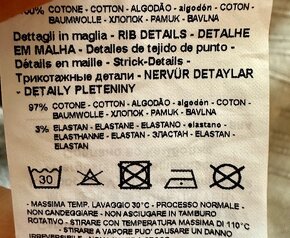 100% COTONE - COTTON - ALGODÃO - algodón - COTON -
BAUMWOLLE - ХЛОПОК - PAMUK - BAVLNA
Dettagli in maglia - RIB DETAILS - DETALHE
EM MALHA - Detalles de tejido de punto -
Détails en maille - Strick-Details -
Трикотажные детали - NERVÜR DETAYLAR
- DETAILY PLETENINY
97% COTONE - COTTON - ALGODÃO - algodón - COTON -
BAUMWOLLE - ХЛОПОК - PAMUK - BAVLNA
3% ELASTAN - ELASTANE - ELASTANO - elastano -
ELASTHANNE - ELASTAN - ЭЛАСТАН - ELASTAN -
ELASTAN
30
- MASSIMA TEMP. LAVAGGIO 30°C - PROCESSO NORMALE -
NON CANDEGGIARE - NON ASCIUGARE IN TAMBURO
ROTATIVO - STIRARE CON TEMPERATURA MASSIMA DI 110°C
- STIRARE A VAPORE PUO' CAUSARE DANNI
IRREVERSIBILI